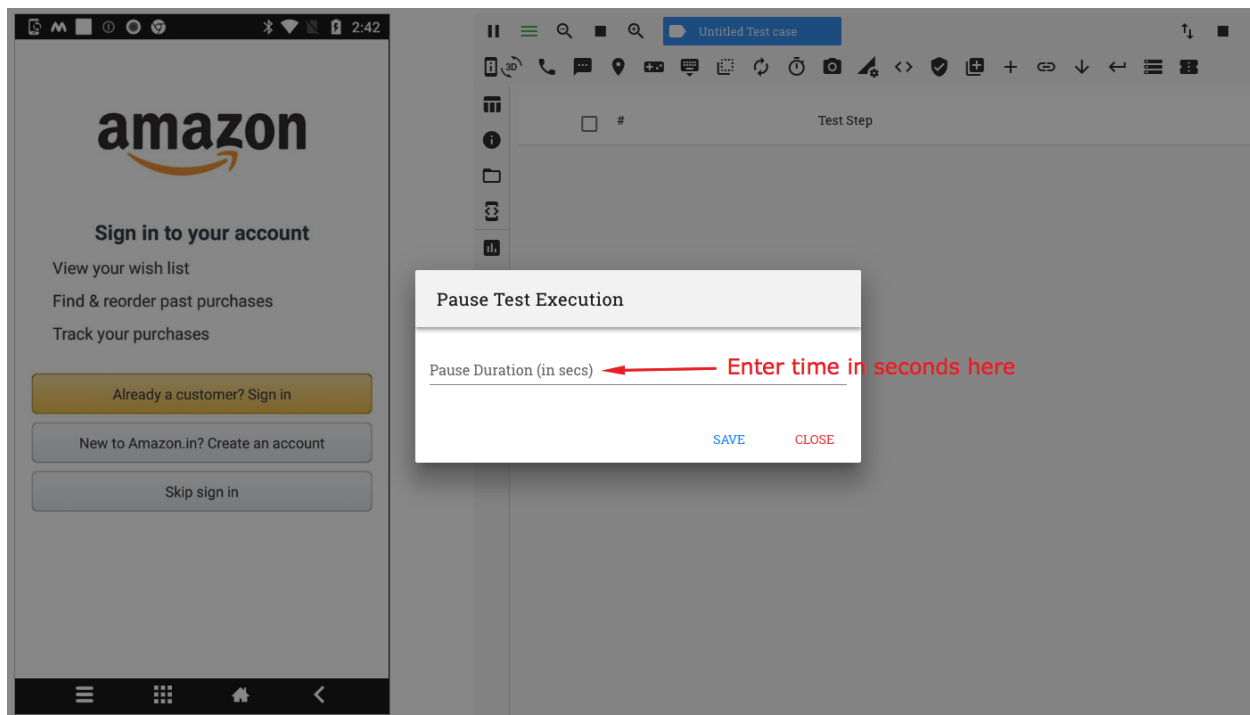 2:42
Untitled Test case
3D
# Test Step
amazon
Sign in to your account
View your wish list
Find & reorder past purchases
Track your purchases
Already a customer? Sign in
New to Amazon.in? Create an account
Skip sign in
Pause Test Execution
Pause Duration (in secs)
Enter time in seconds here
SAVE CLOSE